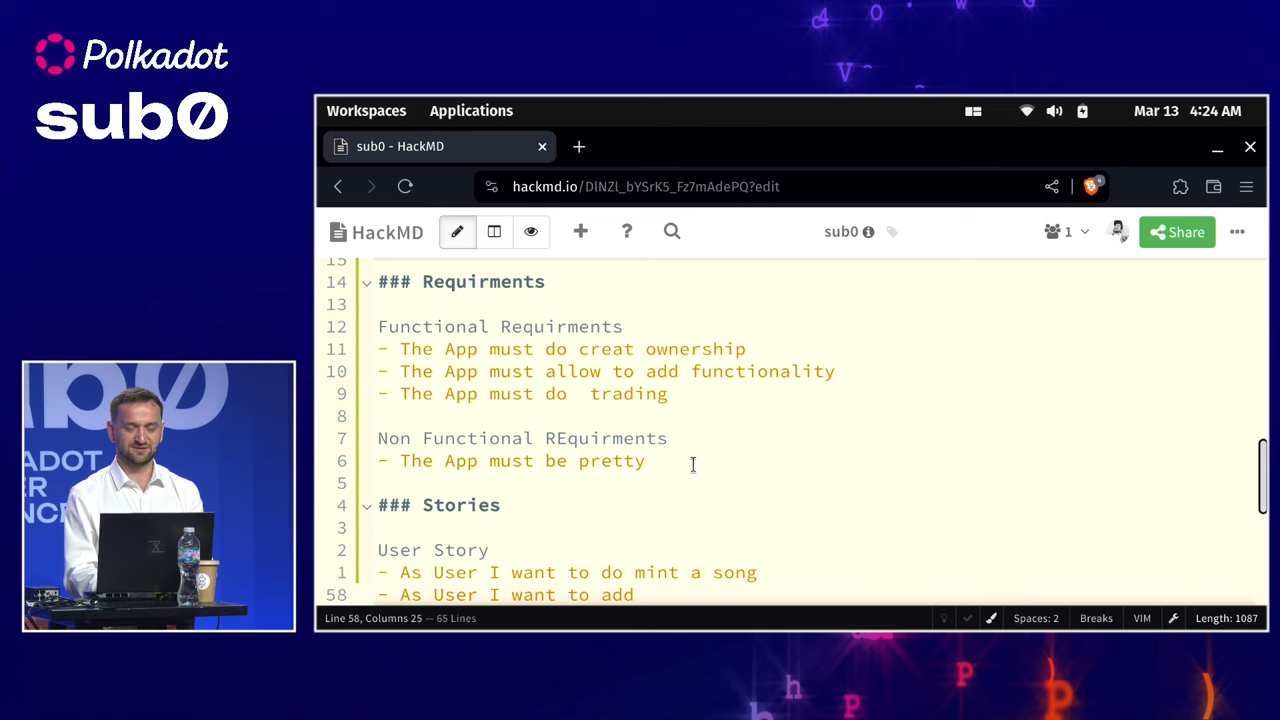 Polkadot
sub0
Workspaces Applications Mar 13 4:24 AM
sub0 - HackMD
hackmd.io/DlNZl_bYSrK5_Fz7mAdePQ?edit
4
HackMD sub0 1 Share
15
14 ### Requirments
13
12 Functional Requirments
11 - The App must do creat ownership
10 - The App must allow to add functionality
9 - The App must do  trading
8
7 Non Functional REquirments
6 - The App must be pretty
5
4 ### Stories
3
2 User Story
1 - As User I want to do mint a song
58 - As User I want to add
Line 58, Columns 25 — 65 Lines Spaces: 2 Breaks VIM Length: 1087